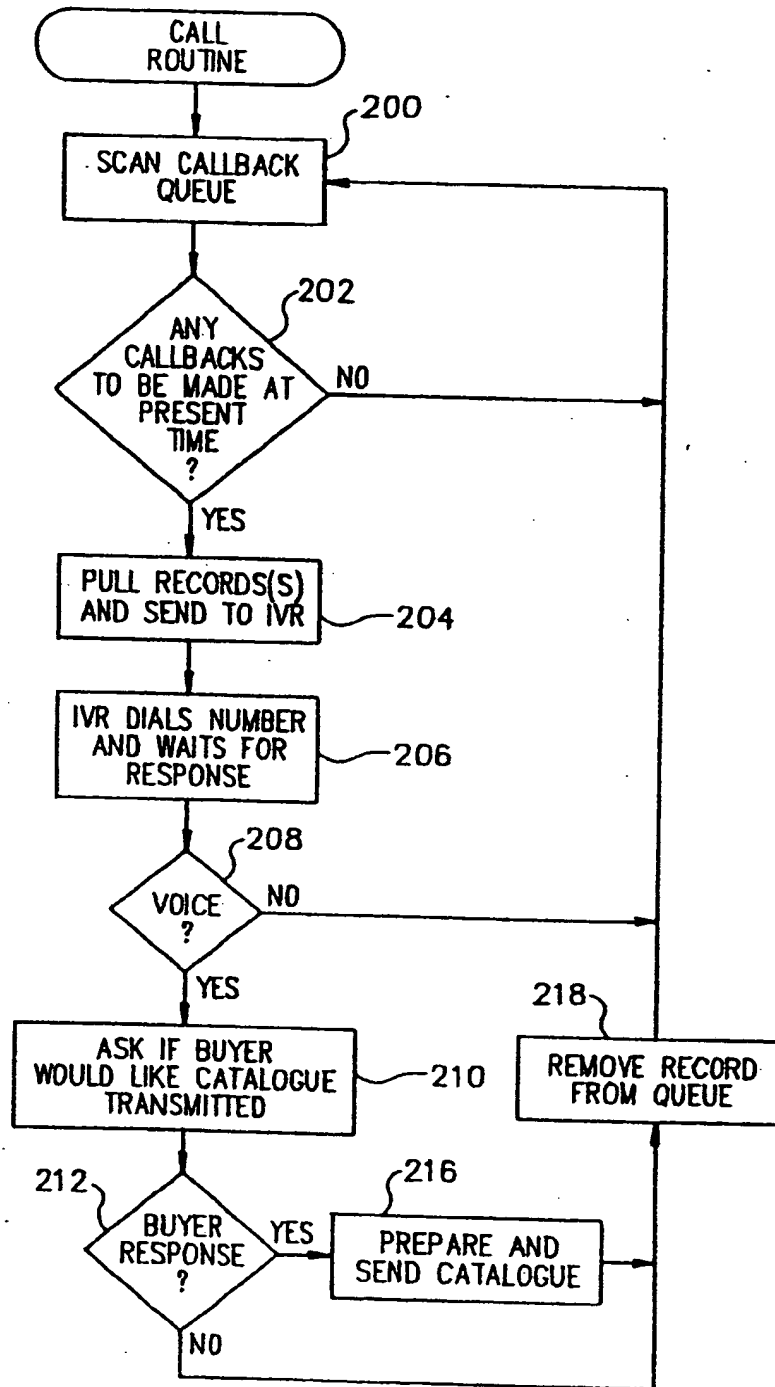 CALL
ROUTINE
200
SCAN CALLBACK
QUEUE
202
ANY
CALLBACKS
TO BE MADE AT
PRESENT
TIME
?
NO
YES
PULL RECORDS(S)
AND SEND TO IVR
204
IVR DIALS NUMBER
AND WAITS FOR
RESPONSE
206
208
VOICE
?
NO
YES
ASK IF BUYER
WOULD LIKE CATALOGUE
TRANSMITTED
210
218
REMOVE RECORD
FROM QUEUE
212
BUYER
RESPONSE
?
YES
216
PREPARE AND
SEND CATALOGUE
NO